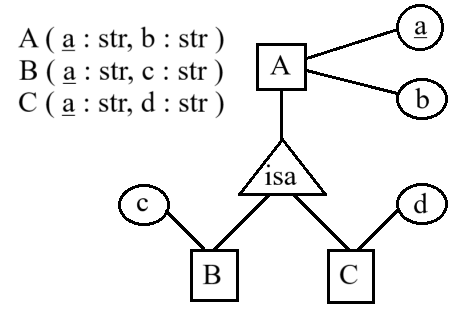 A ( a : str, b : str )
B ( a : str, c : str )
C ( a : str, d : str )
a
A
b
isa
c
d
B
C